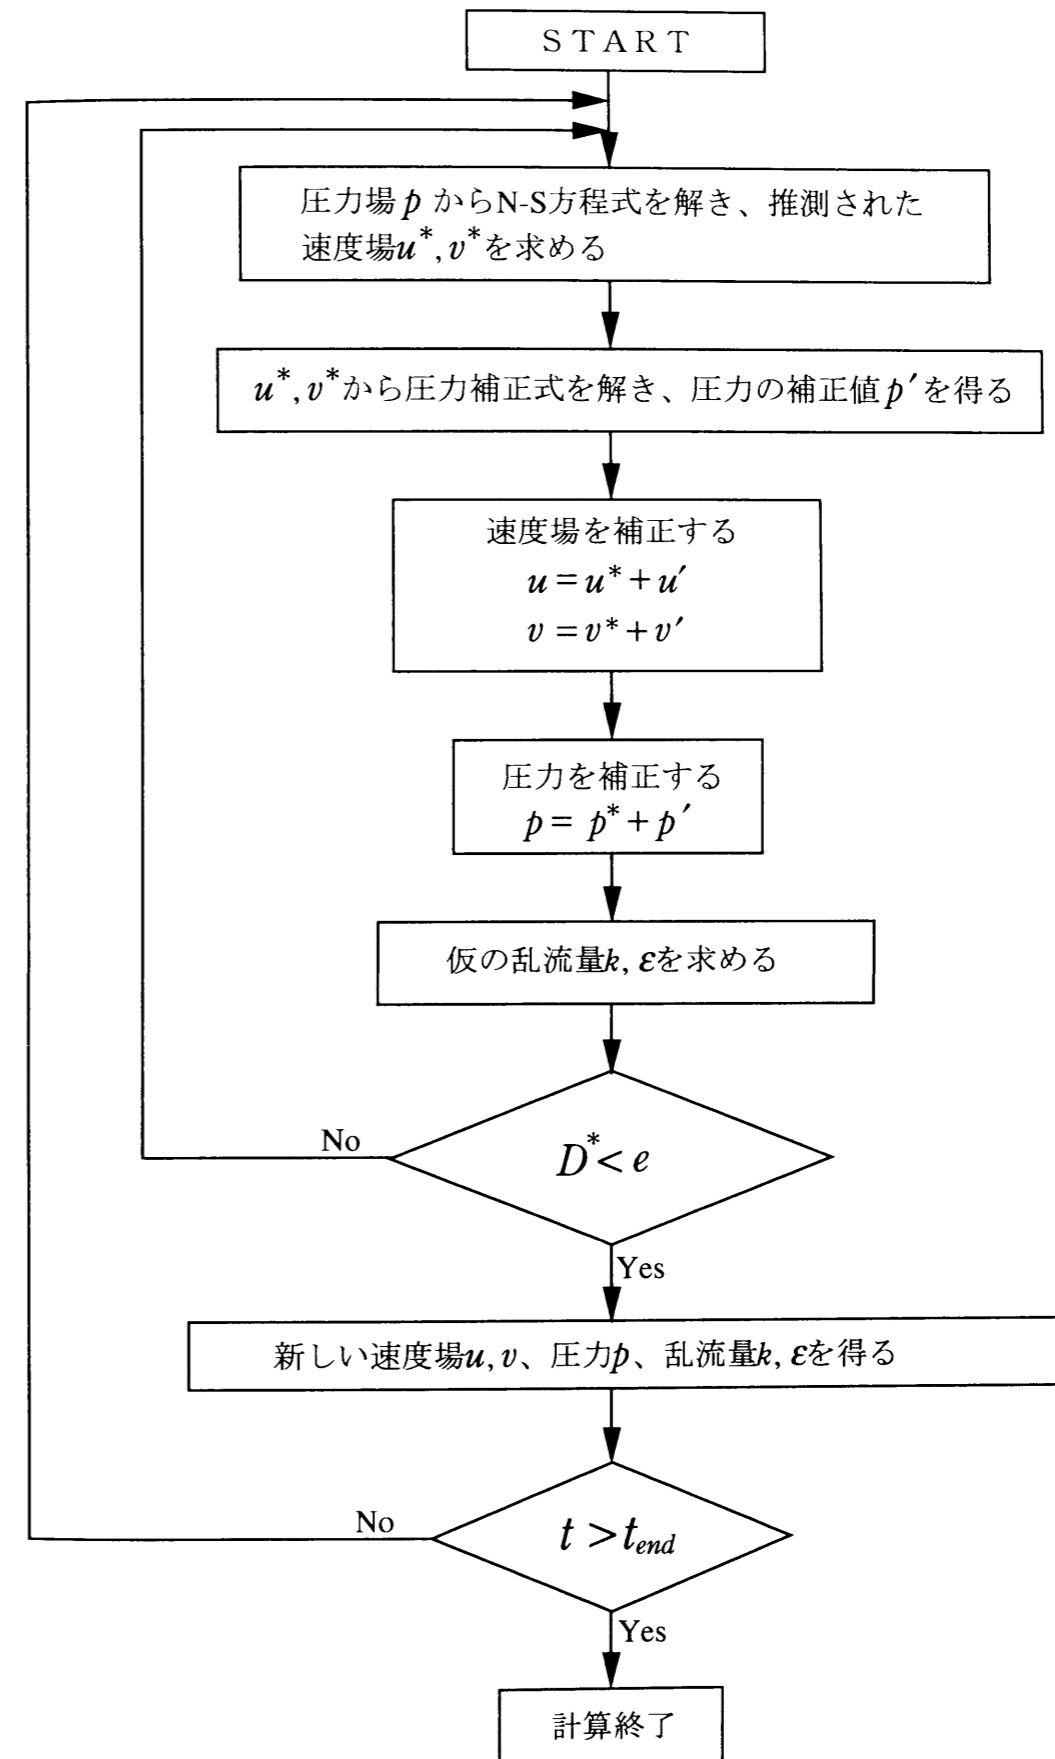 START
圧力場p からN-S方程式を解き、推測された
速度場u*, v*を求める
u*, v*から圧力補正式を解き、圧力の補正値p′を得る
速度場を補正する
u = u* + u′
v = v* + v′
圧力を補正する
p = p* + p′
仮の乱流量k, εを求める
No
D* < e
Yes
新しい速度場u, v、圧力p、乱流量k, εを得る
No
t > t_end
Yes
計算終了